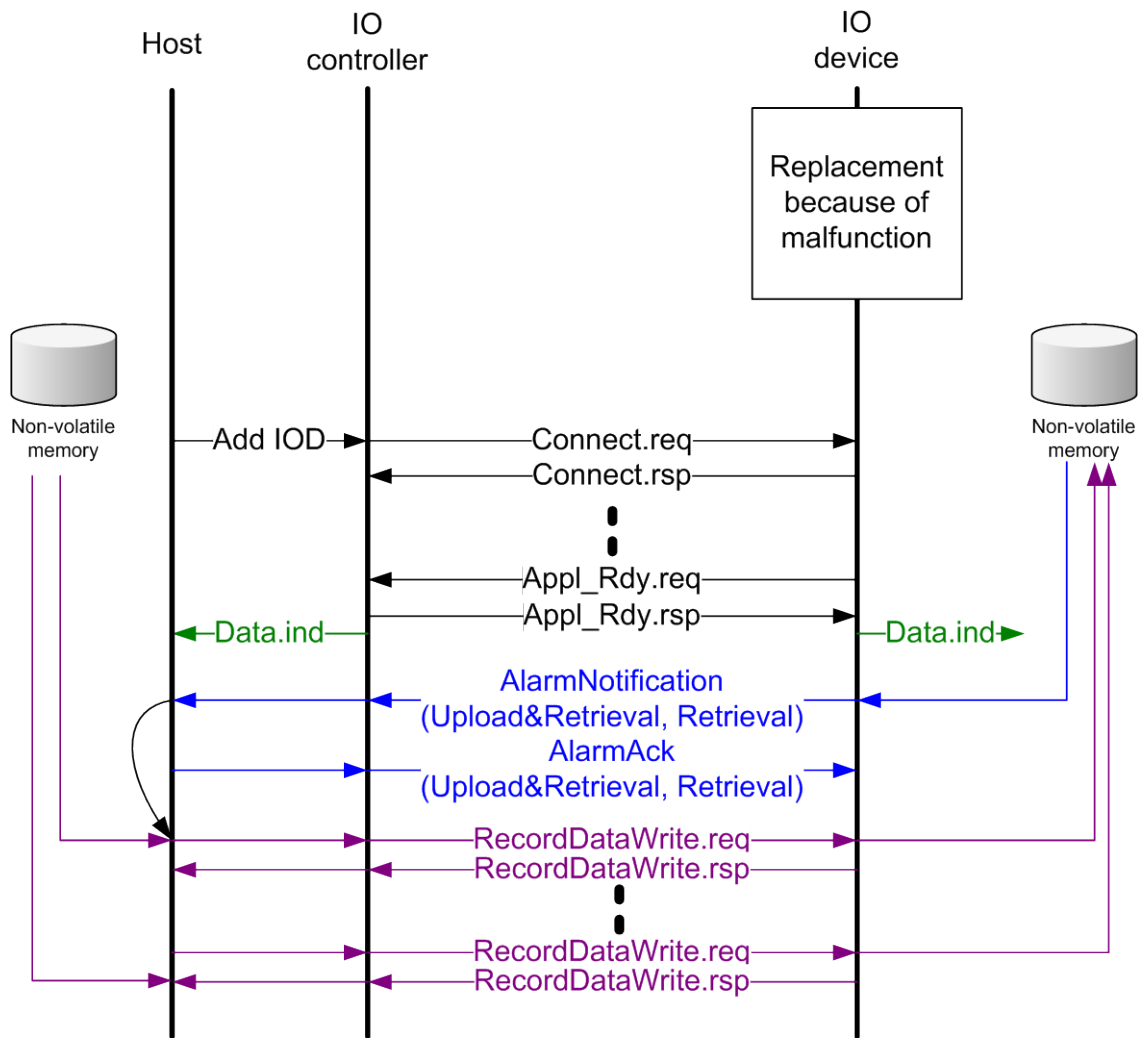 Host
IO
controller
IO
device
Replacement
because of
malfunction
Non-volatile
memory
Non-volatile
memory
Add IOD
Connect.req
Connect.rsp
Appl_Rdy.req
Appl_Rdy.rsp
Data.ind
Data.ind
AlarmNotification
(Upload&Retrieval, Retrieval)
AlarmAck
(Upload&Retrieval, Retrieval)
RecordDataWrite.req
RecordDataWrite.rsp
RecordDataWrite.req
RecordDataWrite.rsp